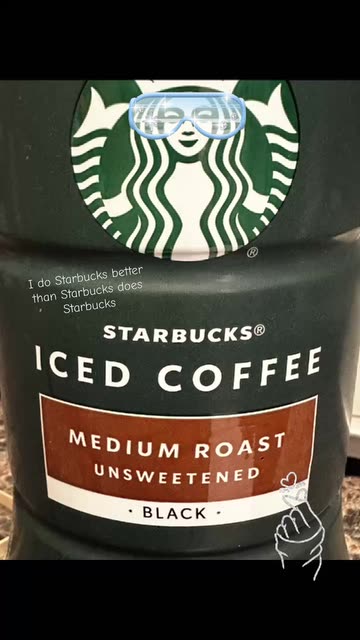 I do Starbucks better
than Starbucks does
Starbucks
STARBUCKS®
ICED COFFEE
MEDIUM ROAST
UNSWEETENED
· BLACK ·